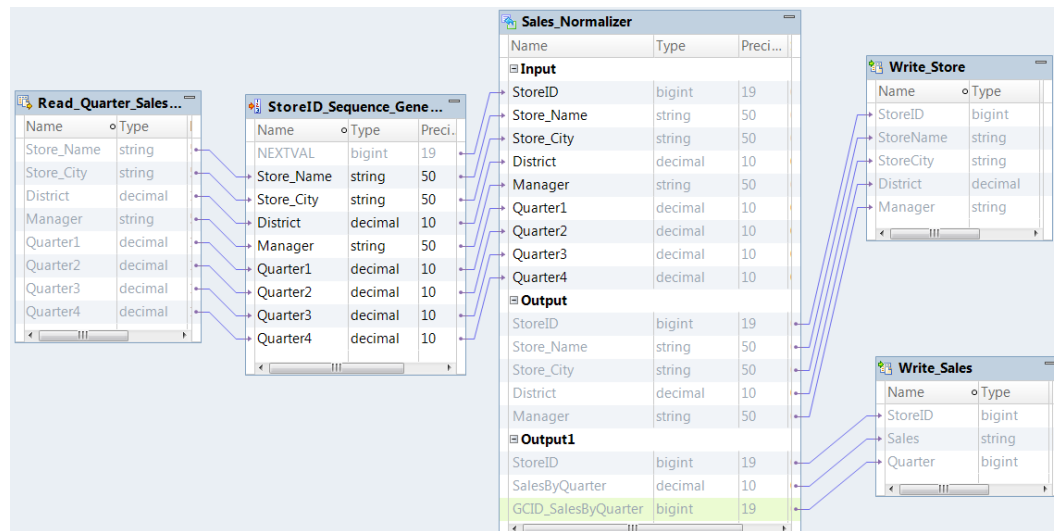 Read_Quarter_Sales...
Name Type
Store_Name string
Store_City string
District decimal
Manager string
Quarter1 decimal
Quarter2 decimal
Quarter3 decimal
Quarter4 decimal
StoreID_Sequence_Gene...
Name Type Preci.
NEXTVAL bigint 19
Store_Name string 50
Store_City string 50
District decimal 10
Manager string 50
Quarter1 decimal 10
Quarter2 decimal 10
Quarter3 decimal 10
Quarter4 decimal 10
Sales_Normalizer
Name Type Preci...
Input
StoreID bigint 19
Store_Name string 50
Store_City string 50
District decimal 10
Manager string 50
Quarter1 decimal 10
Quarter2 decimal 10
Quarter3 decimal 10
Quarter4 decimal 10
Output
StoreID bigint 19
Store_Name string 50
Store_City string 50
District decimal 10
Manager string 50
Output1
StoreID bigint 19
SalesByQuarter decimal 10
GCID_SalesByQuarter bigint 19
Write_Store
Name Type
StoreID bigint
StoreName string
StoreCity string
District decimal
Manager string
Write_Sales
Name Type
StoreID bigint
Sales string
Quarter bigint